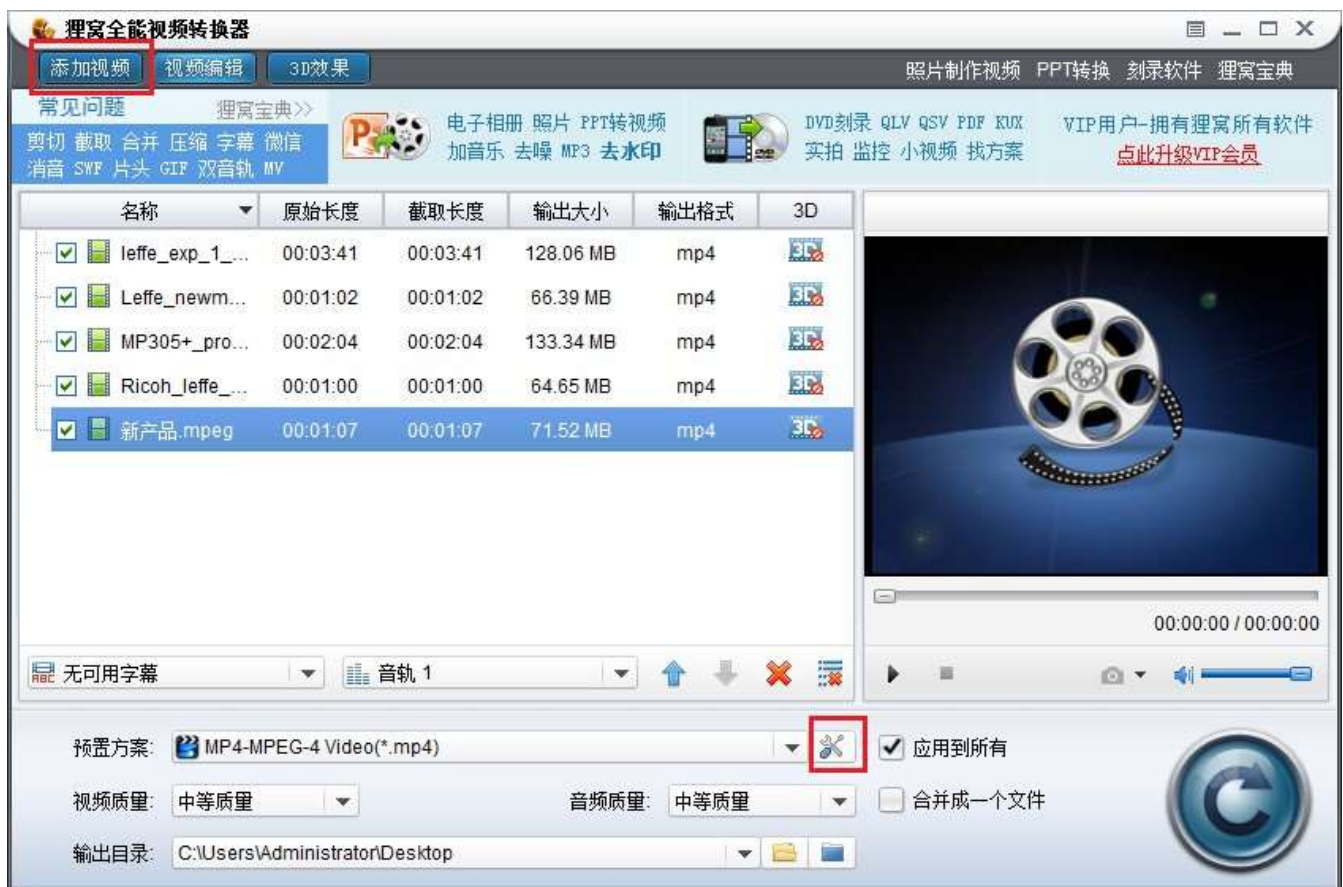 狸窝全能视频转换器
添加视频 视频编辑 3D效果 照片制作视频 PPT转换 刻录软件 狸窝宝典
常见问题 狸窝宝典>>
剪切 截取 合并 压缩 字幕 微信
消音 SWF 片头 GIF 双音轨 MV
电子相册 照片 PPT转视频
加音乐 去噪 MP3 去水印
DVD刻录 QLV QSV PDF KUX
实拍 监控 小视频 找方案
VIP用户-拥有狸窝所有软件
点此升级VIP会员
名称 原始长度 截取长度 输出大小 输出格式 3D
leffe_exp_1_... 00:03:41 00:03:41 128.06 MB mp4 3D
Leffe_newm... 00:01:02 00:01:02 66.39 MB mp4 3D
MP305+_pro... 00:02:04 00:02:04 133.34 MB mp4 3D
Ricoh_leffe_... 00:01:00 00:01:00 64.65 MB mp4 3D
新产品.mpeg 00:01:07 00:01:07 71.52 MB mp4 3D
00:00:00 / 00:00:00
ABC 无可用字幕 音轨 1
预置方案: MP4-MPEG-4 Video(*.mp4) 应用到所有
视频质量: 中等质量 音频质量: 中等质量 合并成一个文件
输出目录: C:\Users\Administrator\Desktop